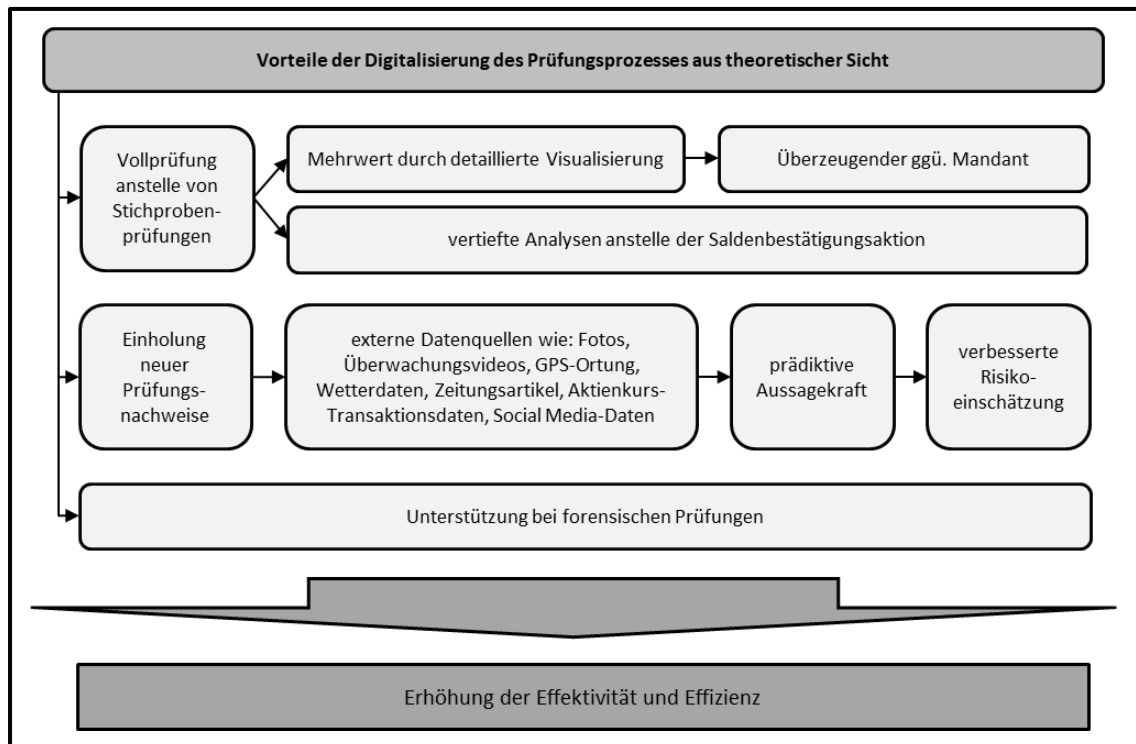 Vorteile der Digitalisierung des Prüfungsprozesses aus theoretischer Sicht
Vollprüfung
anstelle von
Stichproben-
prüfungen
Mehrwert durch detaillierte Visualisierung
Überzeugender ggü. Mandant
vertiefte Analysen anstelle der Saldenbestätigungsaktion
Einholung
neuer
Prüfungs-
nachweise
externe Datenquellen wie: Fotos,
Überwachungsvideos, GPS-Ortung,
Wetterdaten, Zeitungsartikel, Aktienkurs-
Transaktionsdaten, Social Media-Daten
prädiktive
Aussagekraft
verbesserte
Risiko-
einschätzung
Unterstützung bei forensischen Prüfungen
Erhöhung der Effektivität und Effizienz